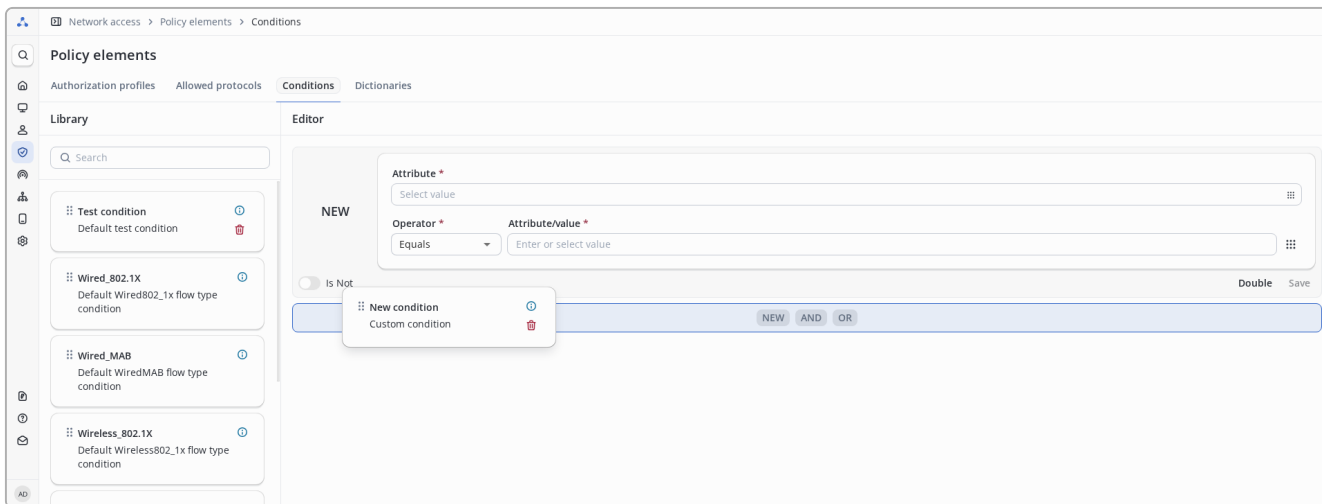 Network access > Policy elements > Conditions
Policy elements
Authorization profiles Allowed protocols Conditions Dictionaries
Library
Editor
Search
Test condition
Default test condition
Wired_802.1X
Default Wired802_1x flow type
condition
Wired_MAB
Default WiredMAB flow type
condition
Wireless_802.1X
Default Wireless802_1x flow type
condition
AD
NEW
Attribute *
Select value
Operator * Attribute/value *
Equals Enter or select value
Is Not
Double Save
New condition
Custom condition
NEW AND OR